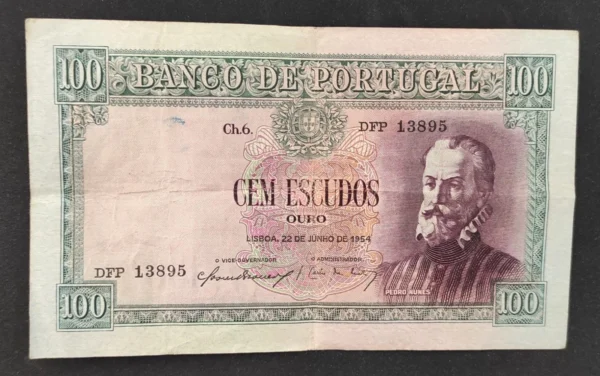 100 BANCO DE PORTUGAL 100
Ch.6. DFP 13895
CEM ESCUDOS
OURO
LISBOA, 22 DE JUNHO DE 1954
O VICE-GOVERNADOR O ADMINISTRADOR
DFP 13895
PEDRO NUNES
100 100